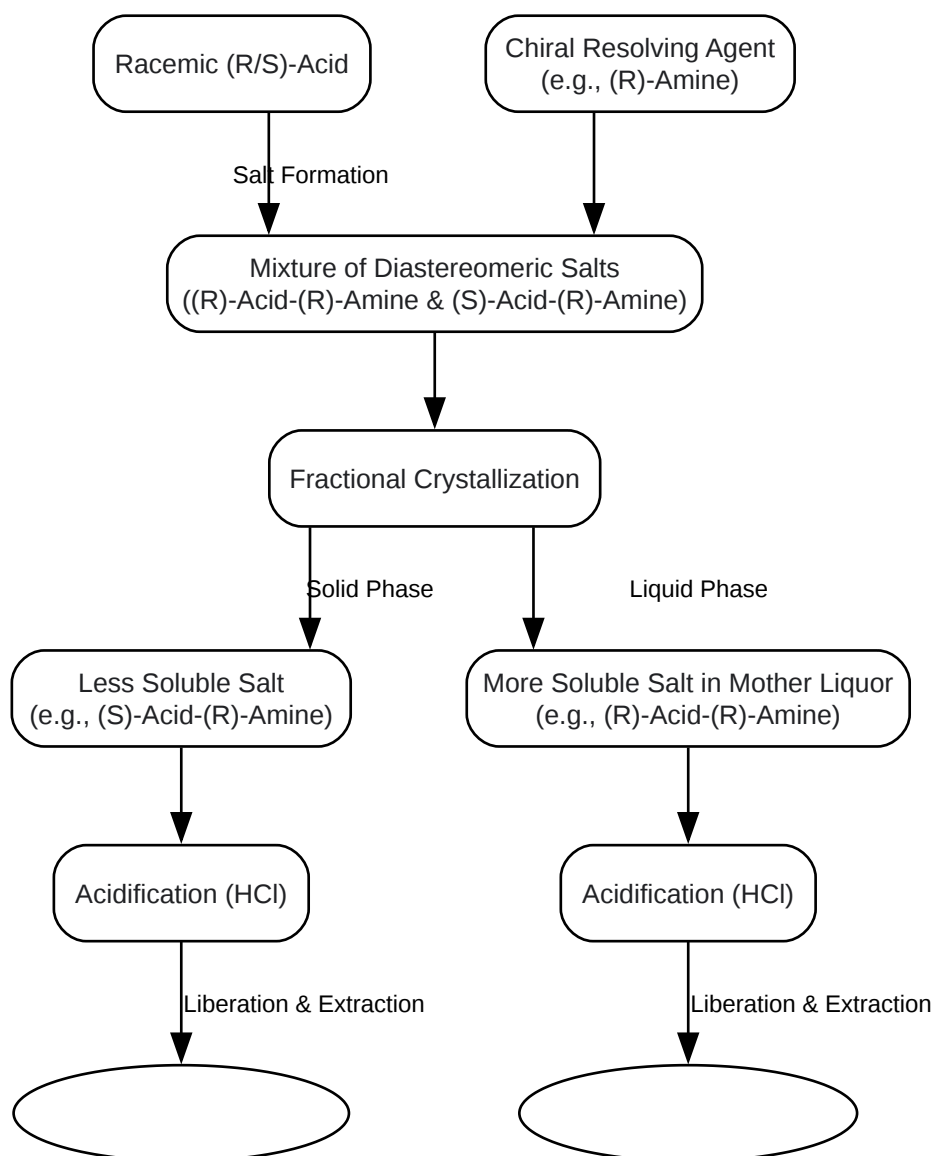 Racemic (R/S)-Acid
Chiral Resolving Agent
(e.g., (R)-Amine)
Salt Formation
Mixture of Diastereomeric Salts
((R)-Acid-(R)-Amine & (S)-Acid-(R)-Amine)
Fractional Crystallization
Solid Phase
Liquid Phase
Less Soluble Salt
(e.g., (S)-Acid-(R)-Amine)
More Soluble Salt in Mother Liquor
(e.g., (R)-Acid-(R)-Amine)
Acidification (HCl)
Acidification (HCl)
Liberation & Extraction
Liberation & Extraction